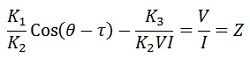 K₁/K₂ Cos(θ − τ) − K₃/K₂VI = V/I = Z